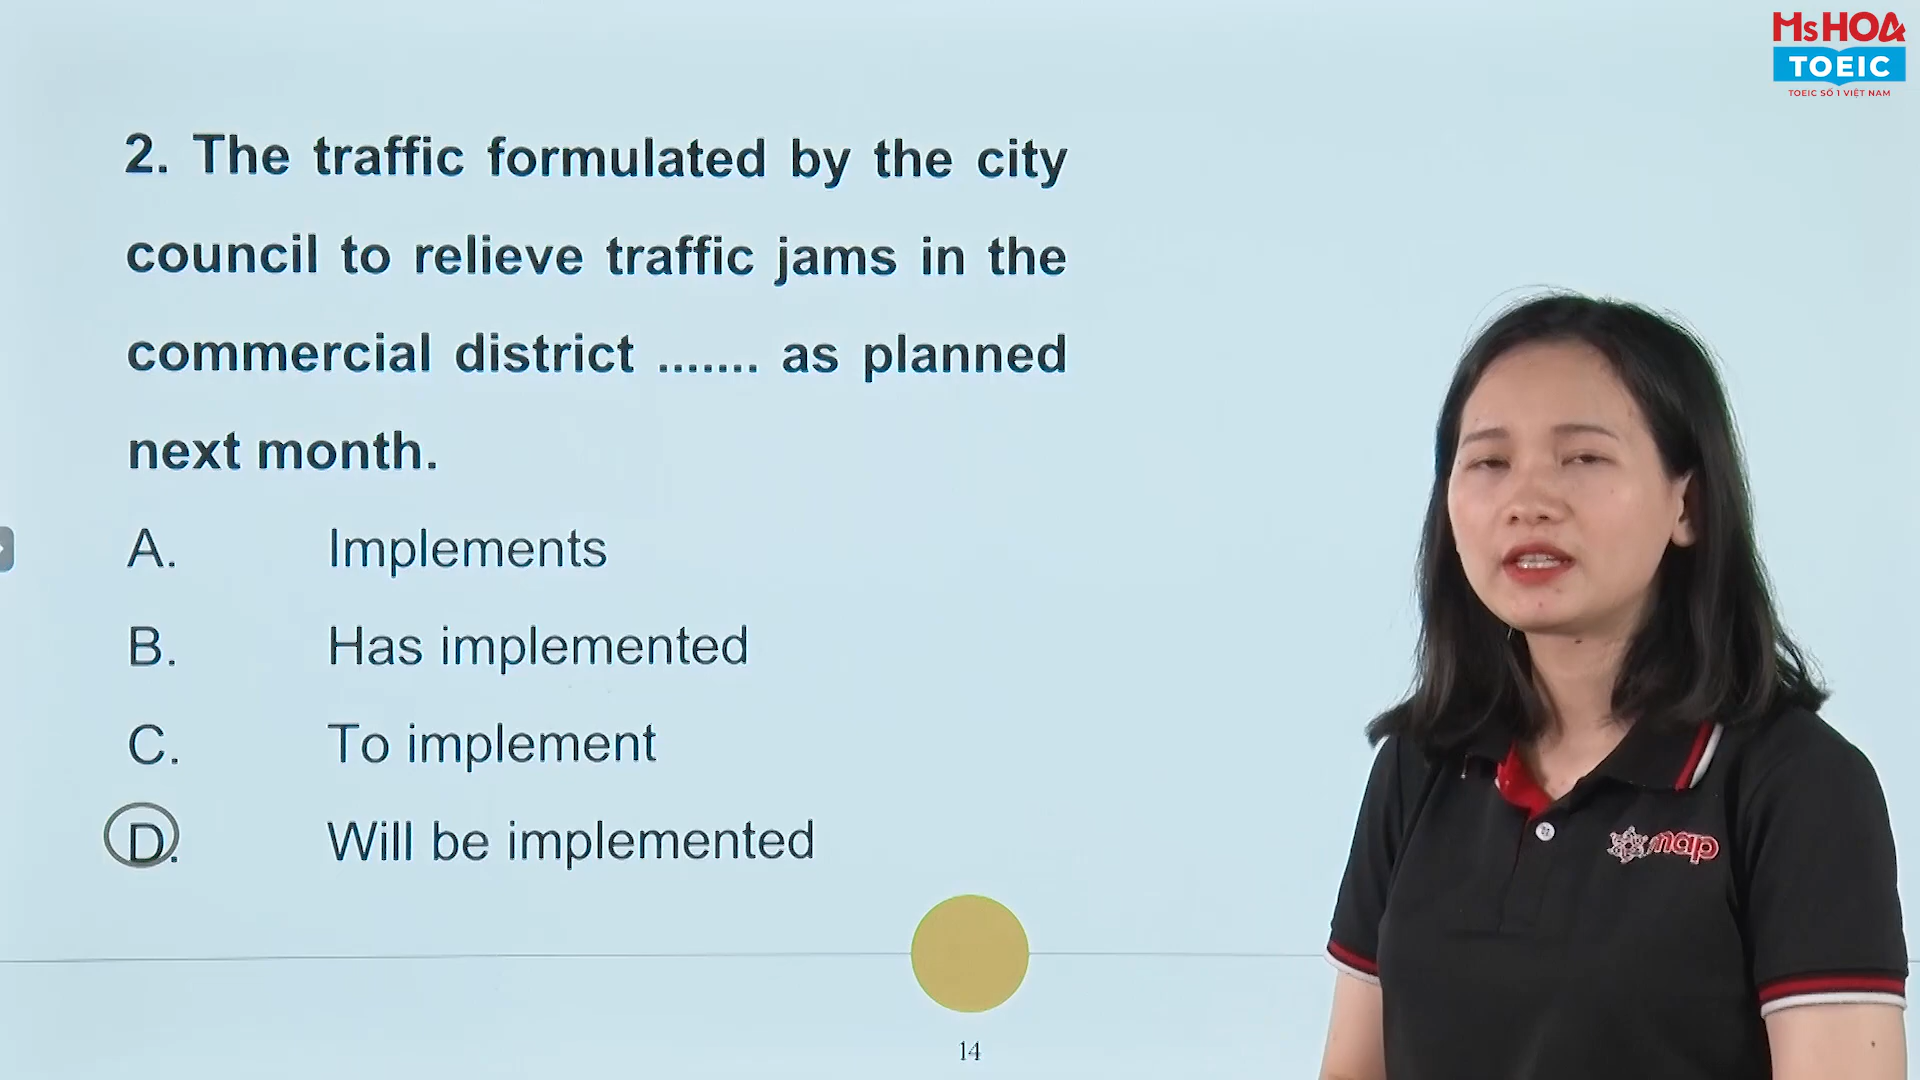 MsHOA
TOEIC
TOEIC SỐ 1 VIỆT NAM
2. The traffic formulated by the city
council to relieve traffic jams in the
commercial district ....... as planned
next month.
A. Implements
B. Has implemented
C. To implement
D. Will be implemented
map
14